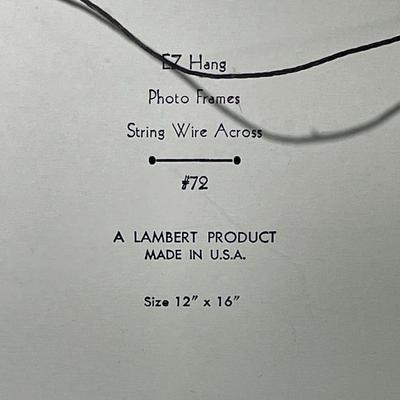 EZ Hang
Photo Frames
String Wire Across
#72
A LAMBERT PRODUCT
MADE IN U.S.A.
Size 12" x 16"